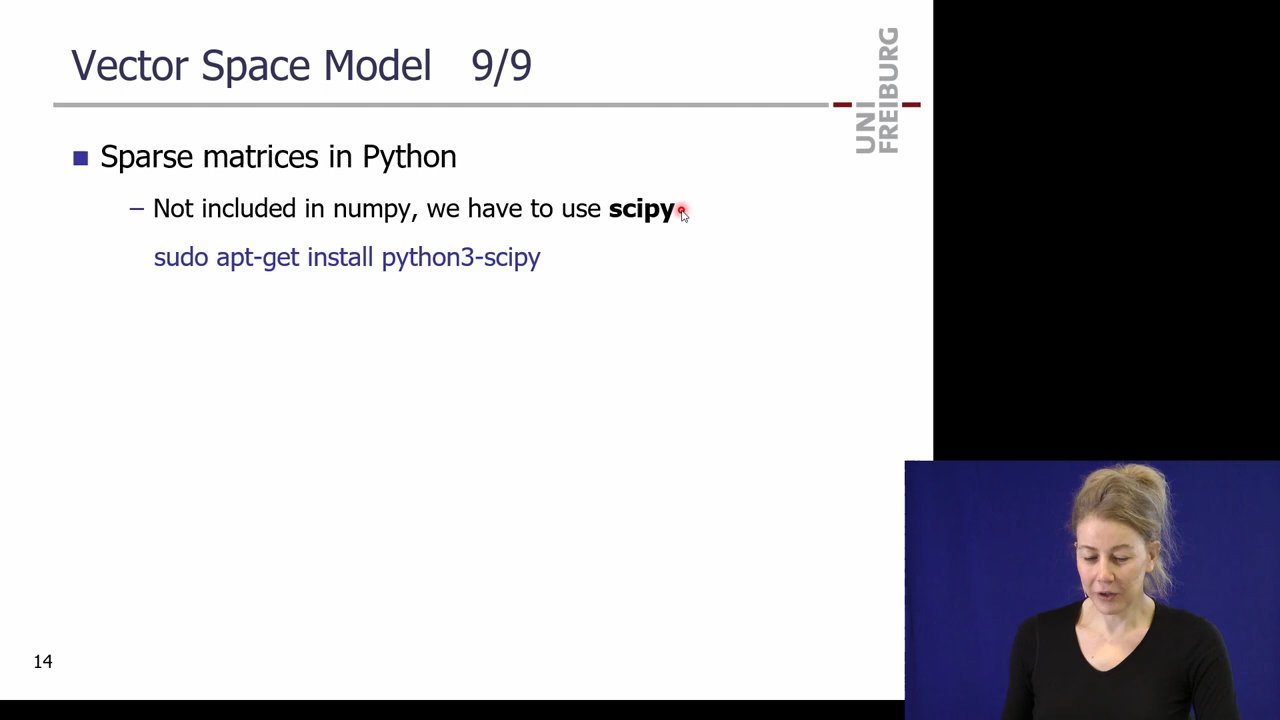 Vector Space Model 9/9
UNI
FREIBURG
■ Sparse matrices in Python
– Not included in numpy, we have to use scipy
sudo apt-get install python3-scipy
14